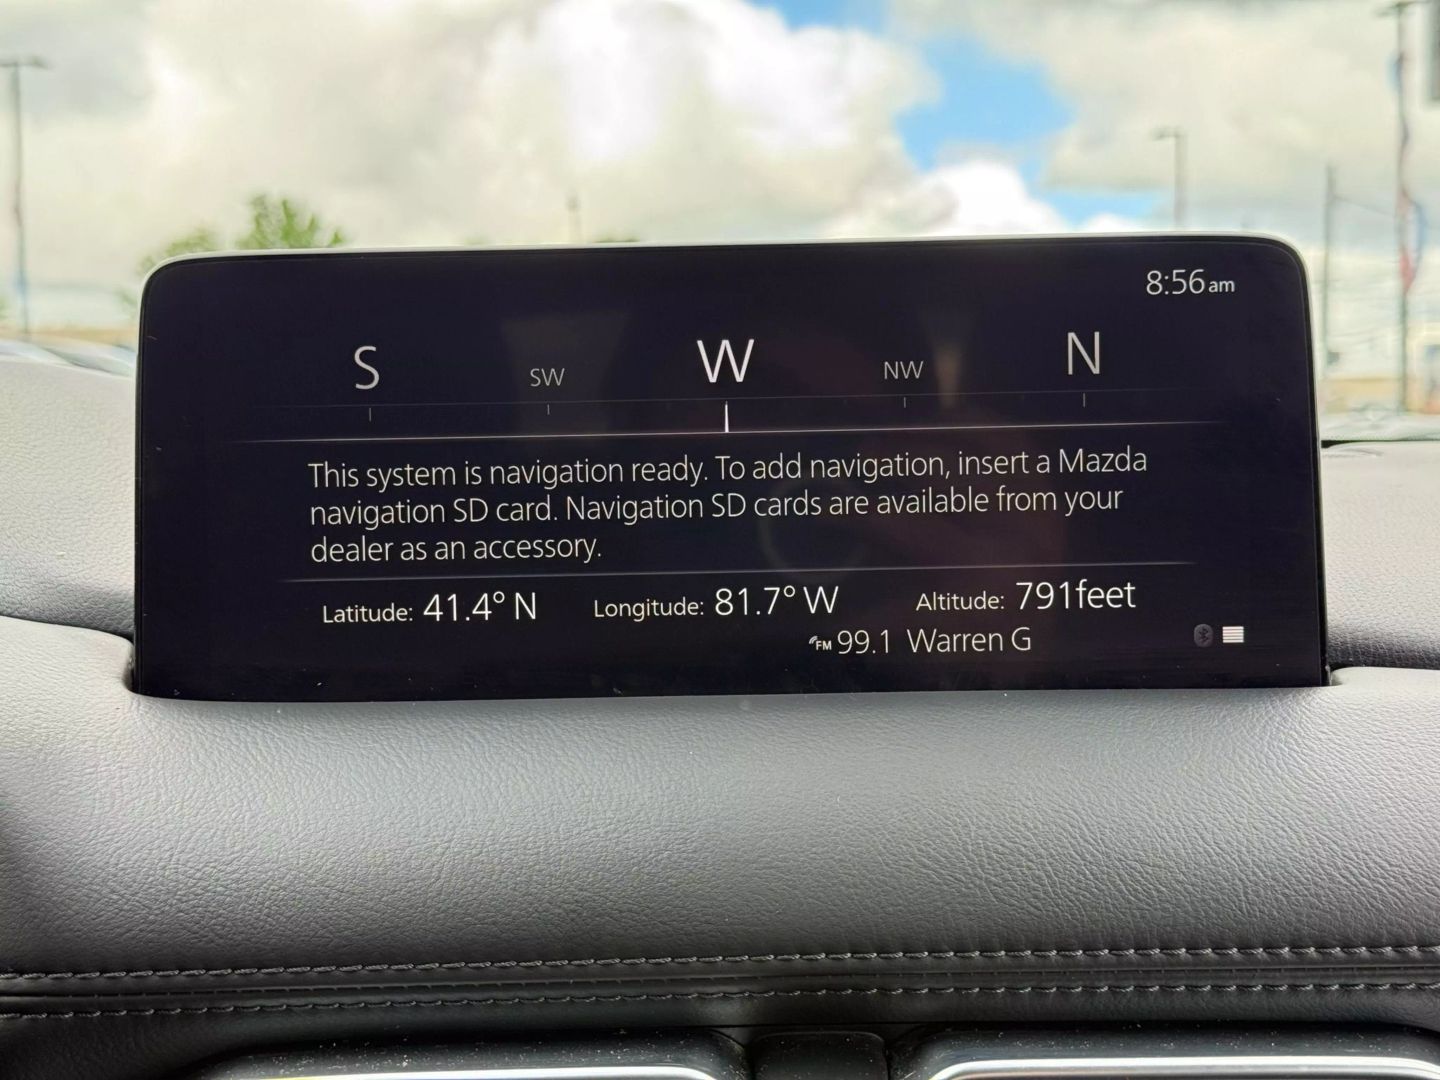 8:56am
S SW W NW N
This system is navigation ready. To add navigation, insert a Mazda
navigation SD card. Navigation SD cards are available from your
dealer as an accessory.
Latitude: 41.4° N Longitude: 81.7° W Altitude: 791feet
FM 99.1 Warren G